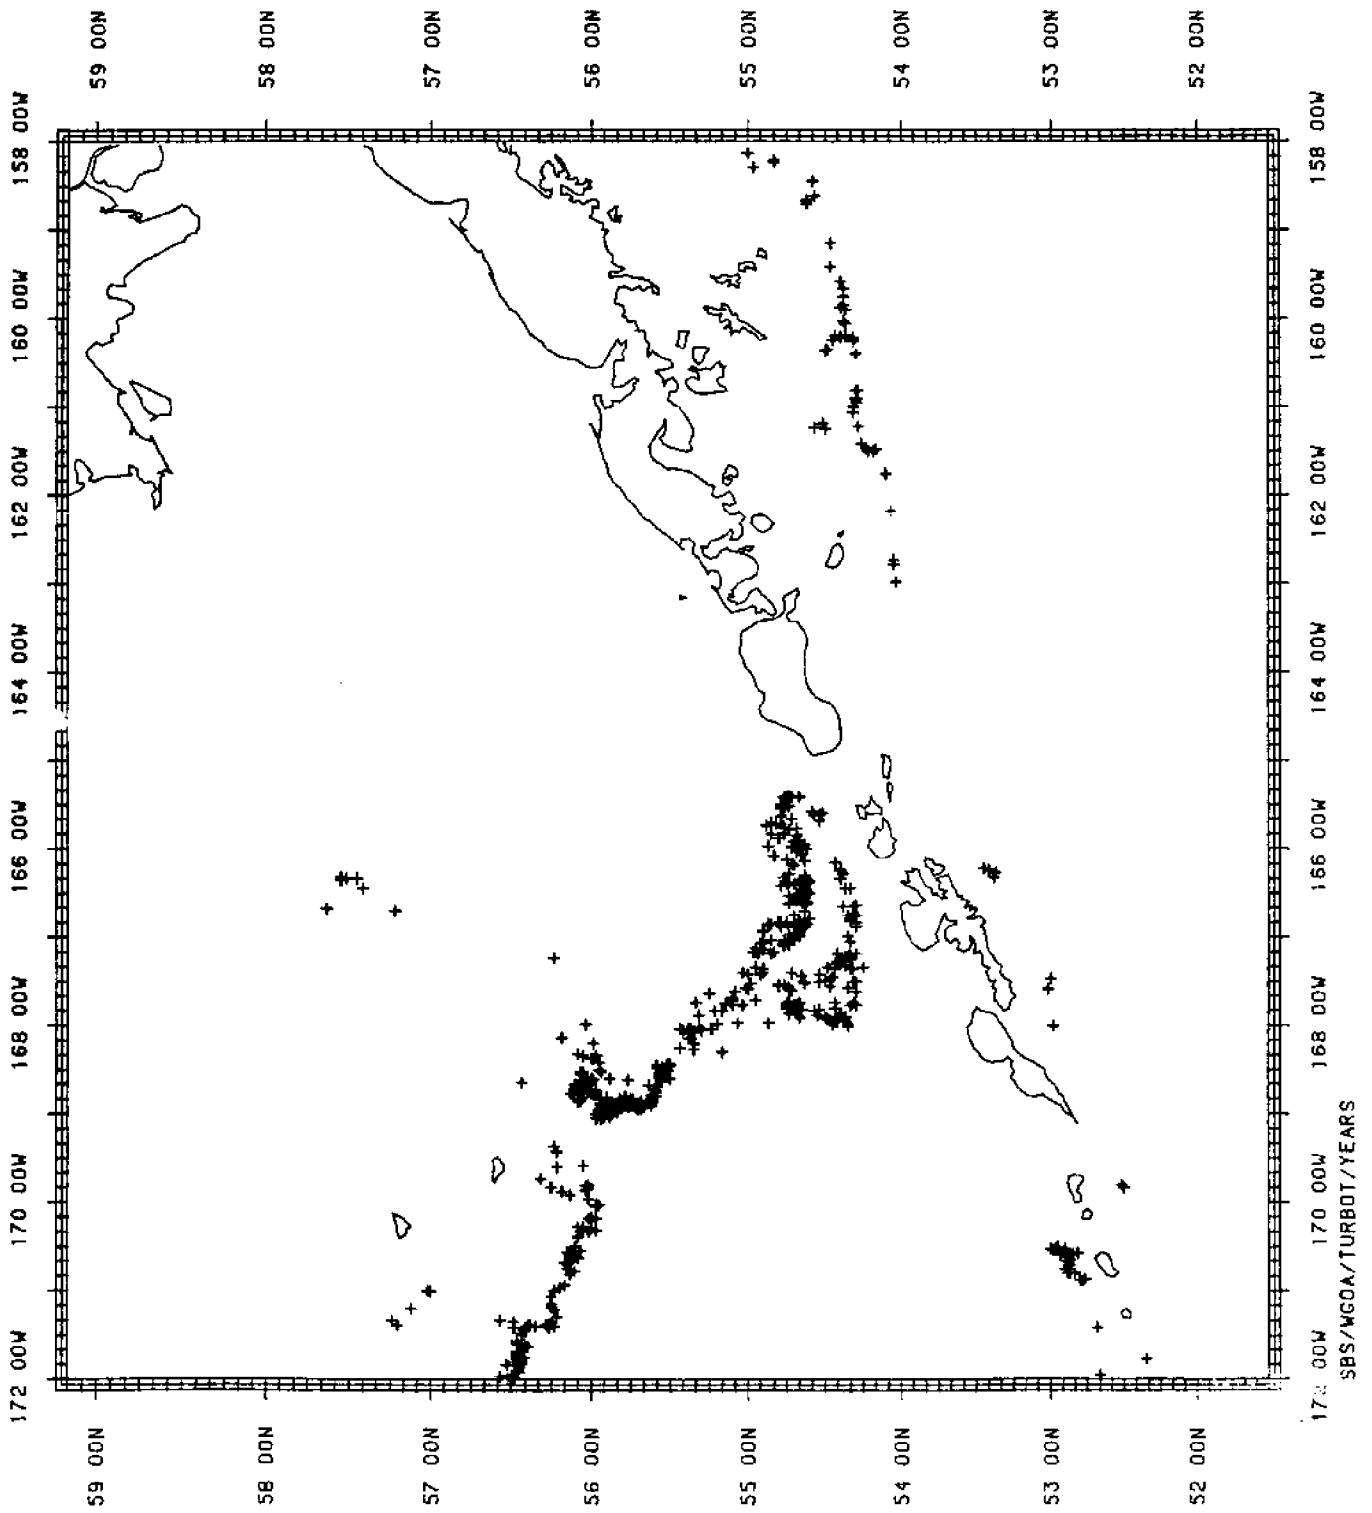 172 00W 170 00W 168 00W 166 00W 164 00W 162 00W 160 00W 158 00W
59 00N 59 00N
58 00N 58 00N
57 00N 57 00N
56 00N 56 00N
55 00N 55 00N
54 00N 54 00N
53 00N 53 00N
52 00N 52 00N
00W 170 00W 168 00W 166 00W 164 00W 162 00W 160 00W 158 00W
SBS/WGOA/TURBOT/YEARS